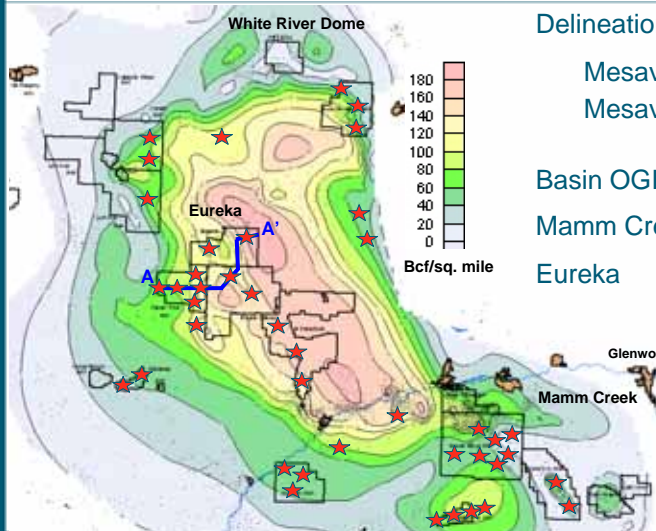 White River Dome
Delineatio
Mesav
Mesav
180
160
140
120
100
80
60
40
20
0
Bcf/sq. mile
Basin OGI
Mamm Cre
Eureka
Eureka
A'
A
Glenwo
Mamm Creek